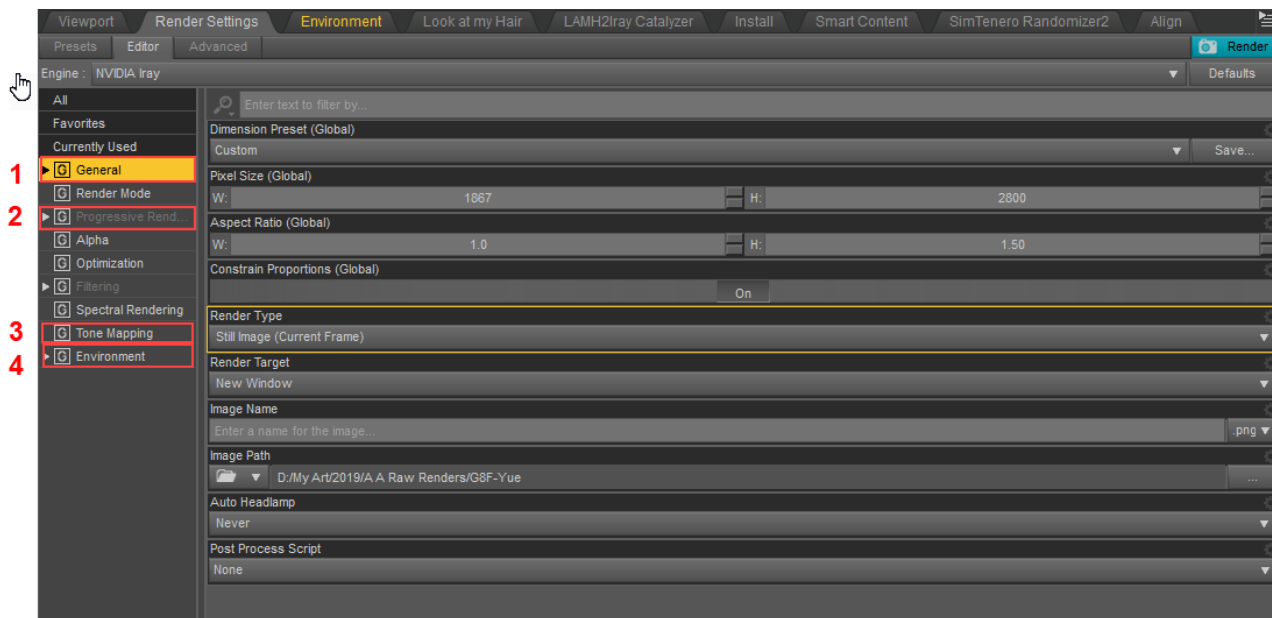 Viewport Render Settings Environment Look at my Hair LAMH2Iray Catalyzer Install Smart Content SimTenero Randomizer2 Align
Presets Editor Advanced Render
Engine : NVIDIA Iray Defaults
All
Favorites
Currently Used
1 G General
G Render Mode
2 G Progressive Rend...
G Alpha
G Optimization
G Filtering
G Spectral Rendering
3 G Tone Mapping
4 G Environment
Enter text to filter by...
Dimension Preset (Global)
Custom Save...
Pixel Size (Global)
W: 1867 H: 2800
Aspect Ratio (Global)
W: 1.0 H: 1.50
Constrain Proportions (Global)
On
Render Type
Still Image (Current Frame)
Render Target
New Window
Image Name
Enter a name for the image... .png
Image Path
D:/My Art/2019/A A Raw Renders/G8F-Yue ...
Auto Headlamp
Never
Post Process Script
None